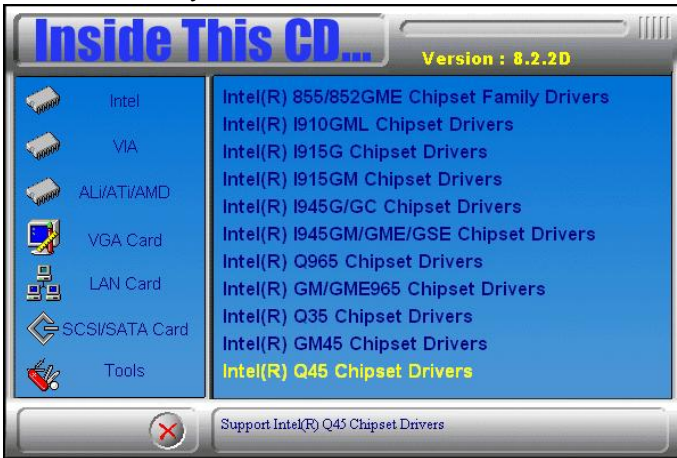 Inside This CD...
Version : 8.2.2D
Intel
VIA
ALi/ATi/AMD
VGA Card
LAN Card
SCSI/SATA Card
Tools
Intel(R) 855/852GME Chipset Family Drivers
Intel(R) I910GML Chipset Drivers
Intel(R) I915G Chipset Drivers
Intel(R) I915GM Chipset Drivers
Intel(R) I945G/GC Chipset Drivers
Intel(R) I945GM/GME/GSE Chipset Drivers
Intel(R) Q965 Chipset Drivers
Intel(R) GM/GME965 Chipset Drivers
Intel(R) Q35 Chipset Drivers
Intel(R) GM45 Chipset Drivers
Intel(R) Q45 Chipset Drivers
Support Intel(R) Q45 Chipset Drivers